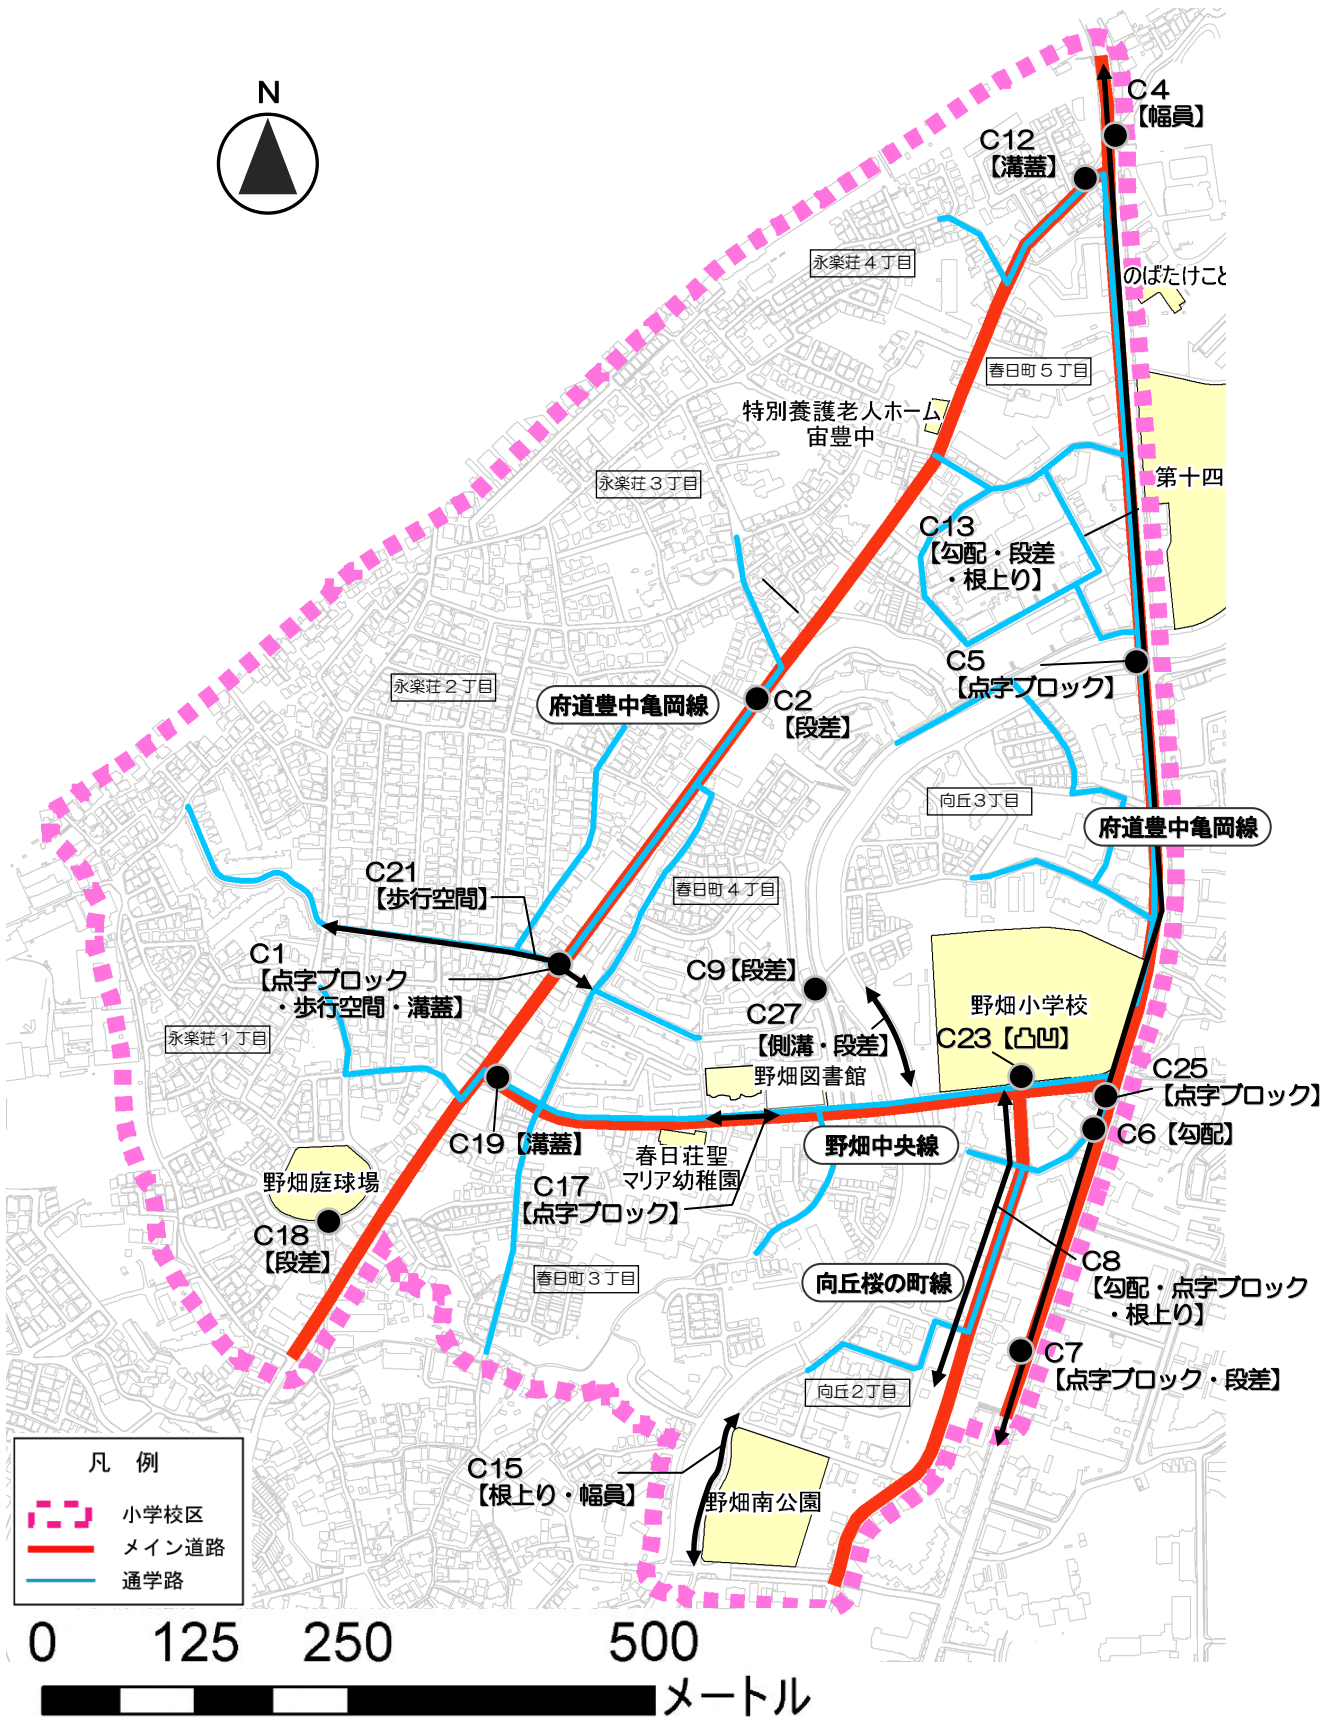 N
C4
【幅員】
C12
【溝蓋】
永楽荘４丁目
のばたけこど
春日町５丁目
特別養護老人ホーム
宙豊中
永楽荘３丁目
第十四
C13
【勾配・段差
・根上り】
C5
【点字ブロック】
永楽荘２丁目
府道豊中亀岡線
C2
【段差】
向丘３丁目
府道豊中亀岡線
C21
【歩行空間】
春日町４丁目
C1
【点字ブロック
・歩行空間・溝蓋】
C9【段差】
C27
【側溝・段差】
野畑小学校
C23【凸凹】
永楽荘１丁目
野畑図書館
C25
【点字ブロック】
C6【勾配】
C19【溝蓋】
春日荘聖
マリア幼稚園
野畑中央線
野畑庭球場
C17
【点字ブロック】
C18
【段差】
春日町３丁目
向丘桜の町線
C8
【勾配・点字ブロック
・根上り】
C7
【点字ブロック・段差】
向丘２丁目
C15
【根上り・幅員】
野畑南公園
凡　例
小学校区
メイン道路
通学路
0 125 250 500
メートル